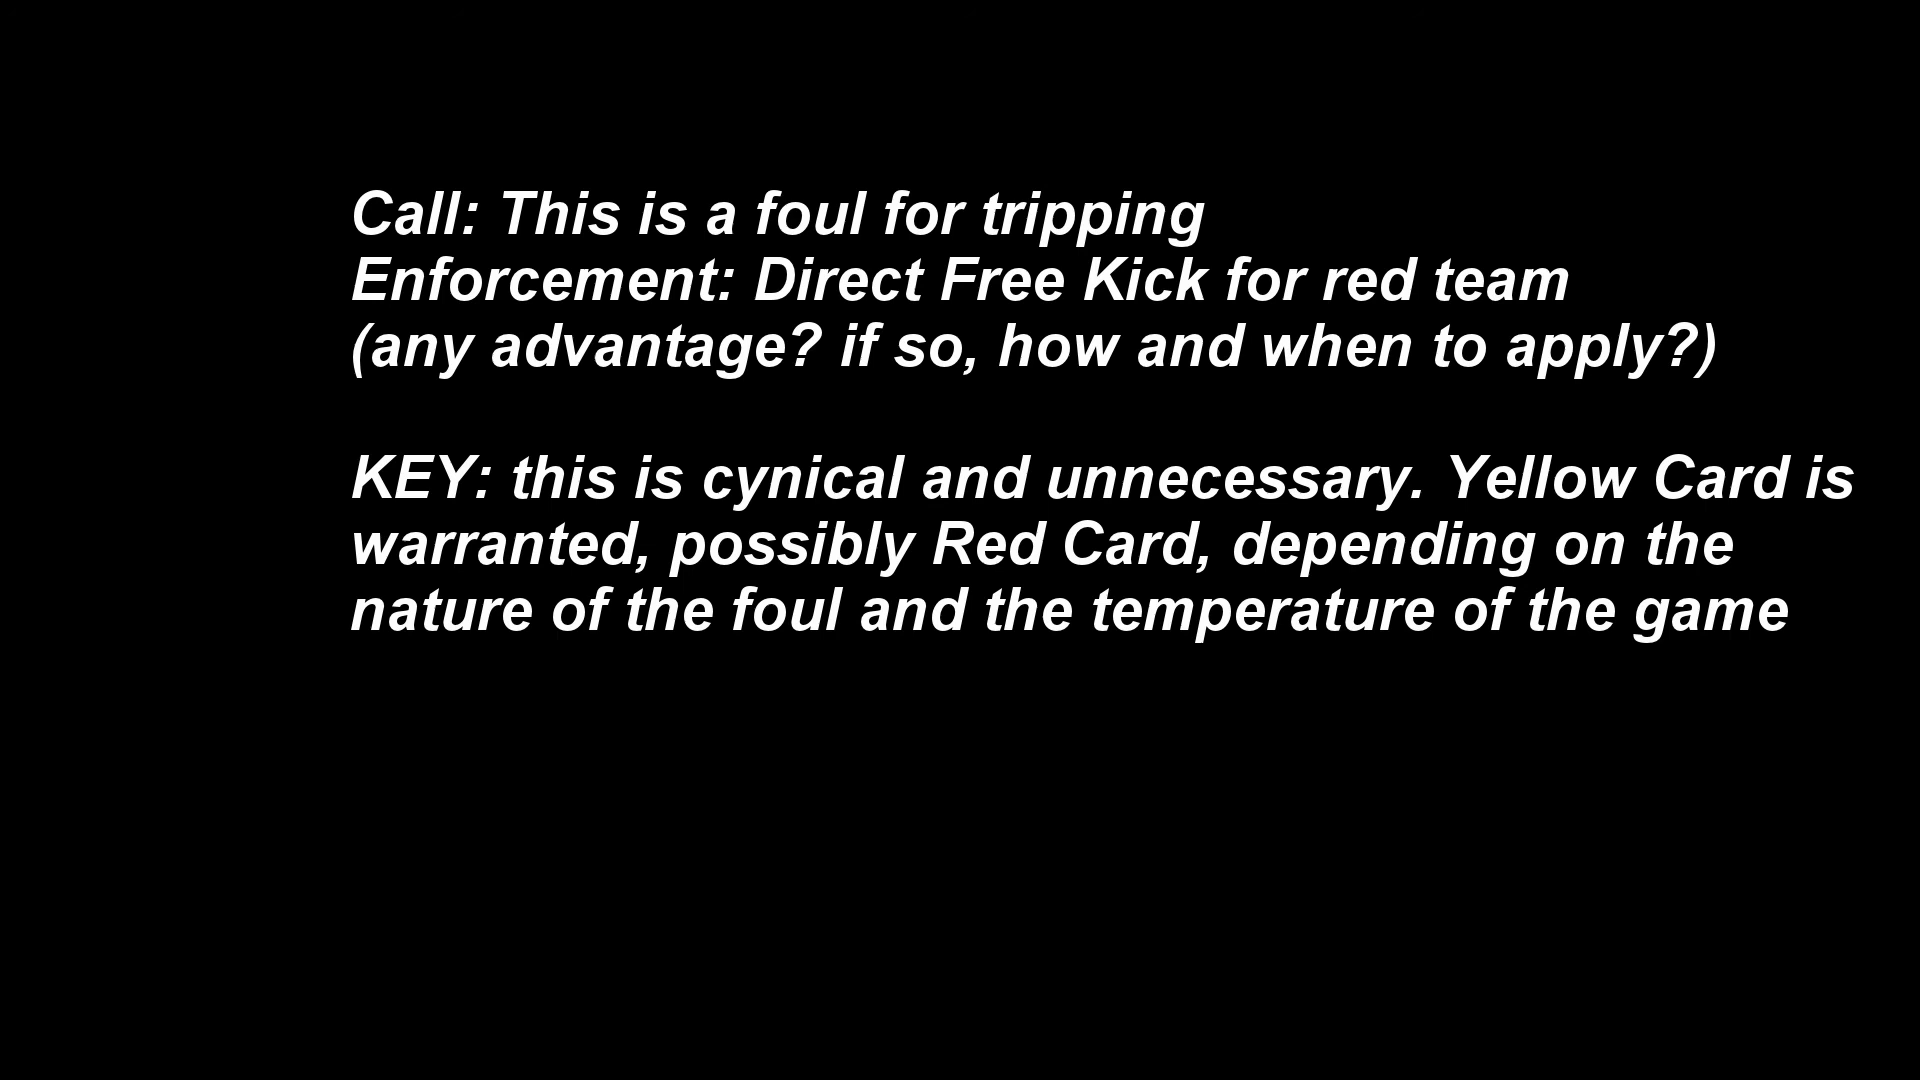 Call: This is a foul for tripping
Enforcement: Direct Free Kick for red team
(any advantage? if so, how and when to apply?)
KEY: this is cynical and unnecessary. Yellow Card is
warranted, possibly Red Card, depending on the
nature of the foul and the temperature of the game